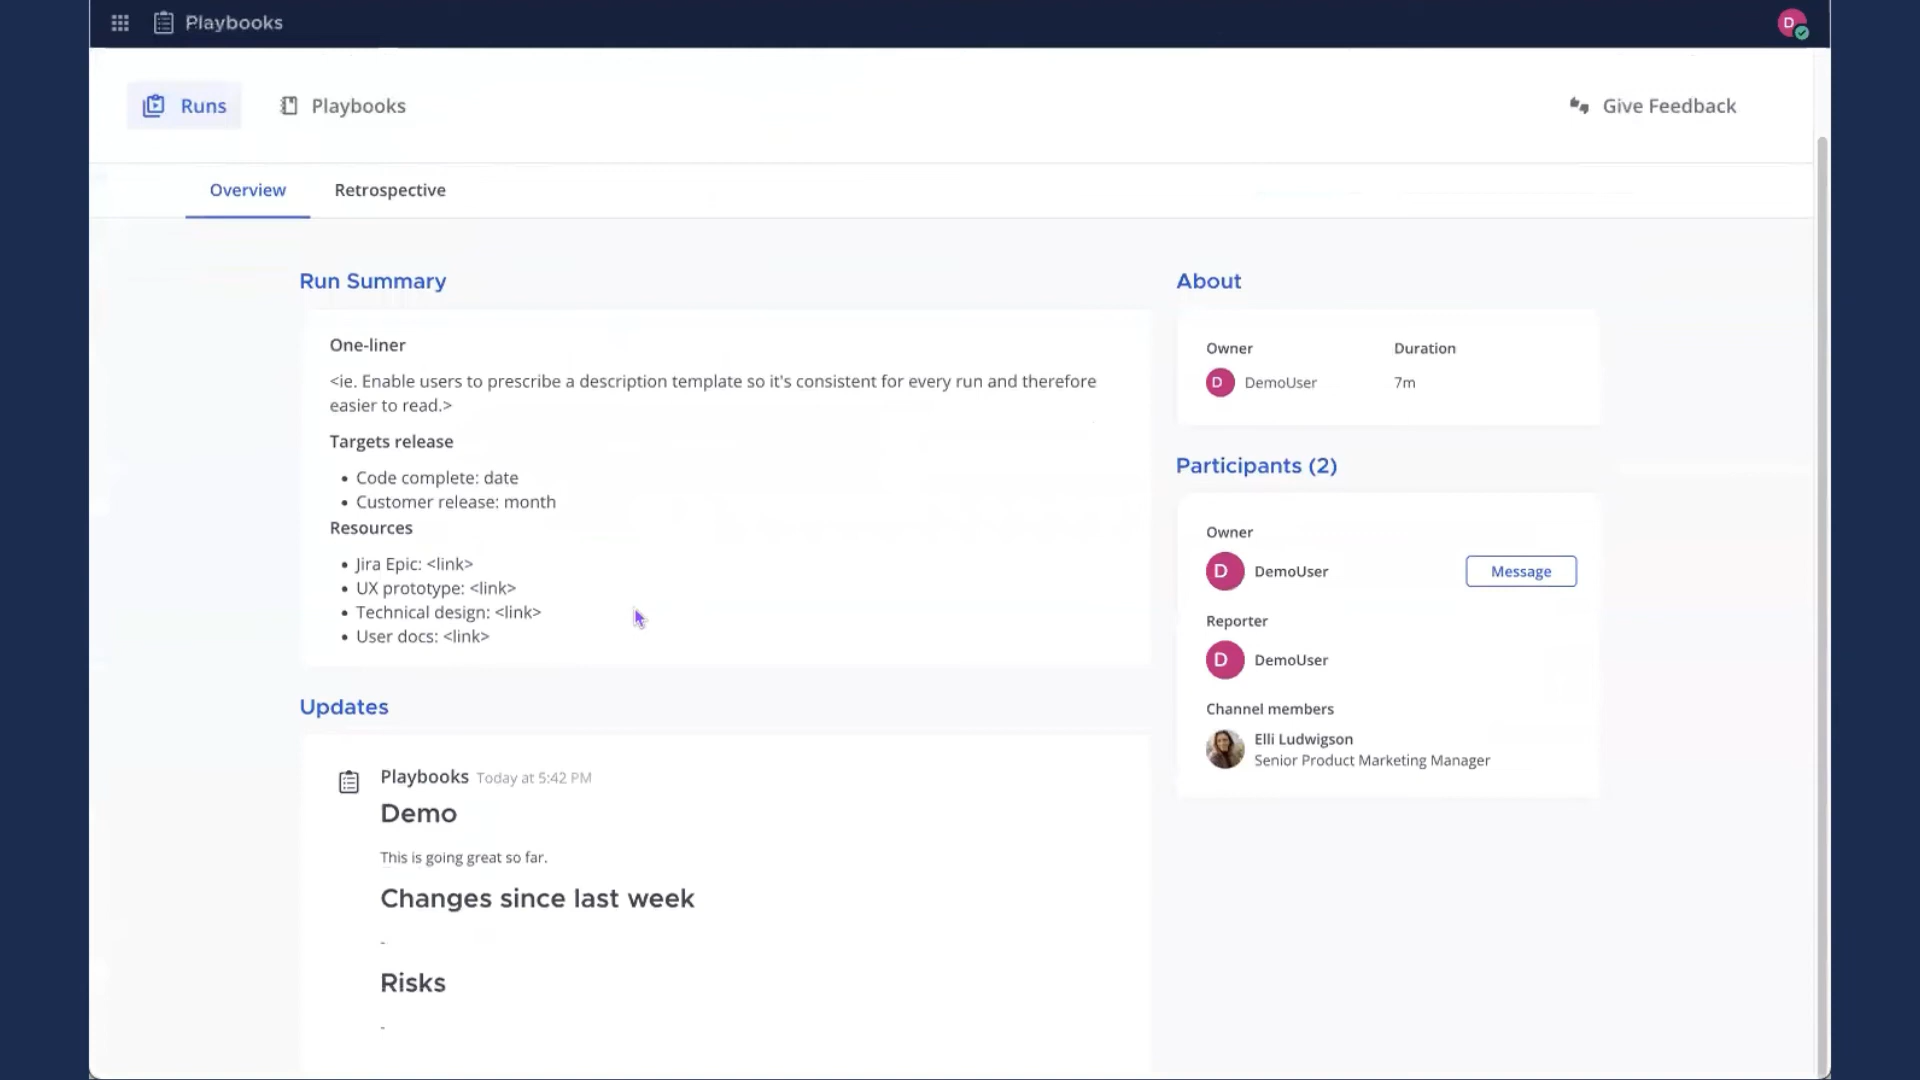 Playbooks
D
Runs
Playbooks
Give Feedback
Overview
Retrospective
Run Summary
One-liner
<ie. Enable users to prescribe a description template so it's consistent for every run and therefore
easier to read.>
Targets release
• Code complete: date
• Customer release: month
Resources
• Jira Epic: <link>
• UX prototype: <link>
• Technical design: <link>
• User docs: <link>
Updates
Playbooks Today at 5:42 PM
Demo
This is going great so far.
Changes since last week
-
Risks
-
About
Owner Duration
D DemoUser 7m
Participants (2)
Owner
D DemoUser Message
Reporter
D DemoUser
Channel members
Elli Ludwigson
Senior Product Marketing Manager